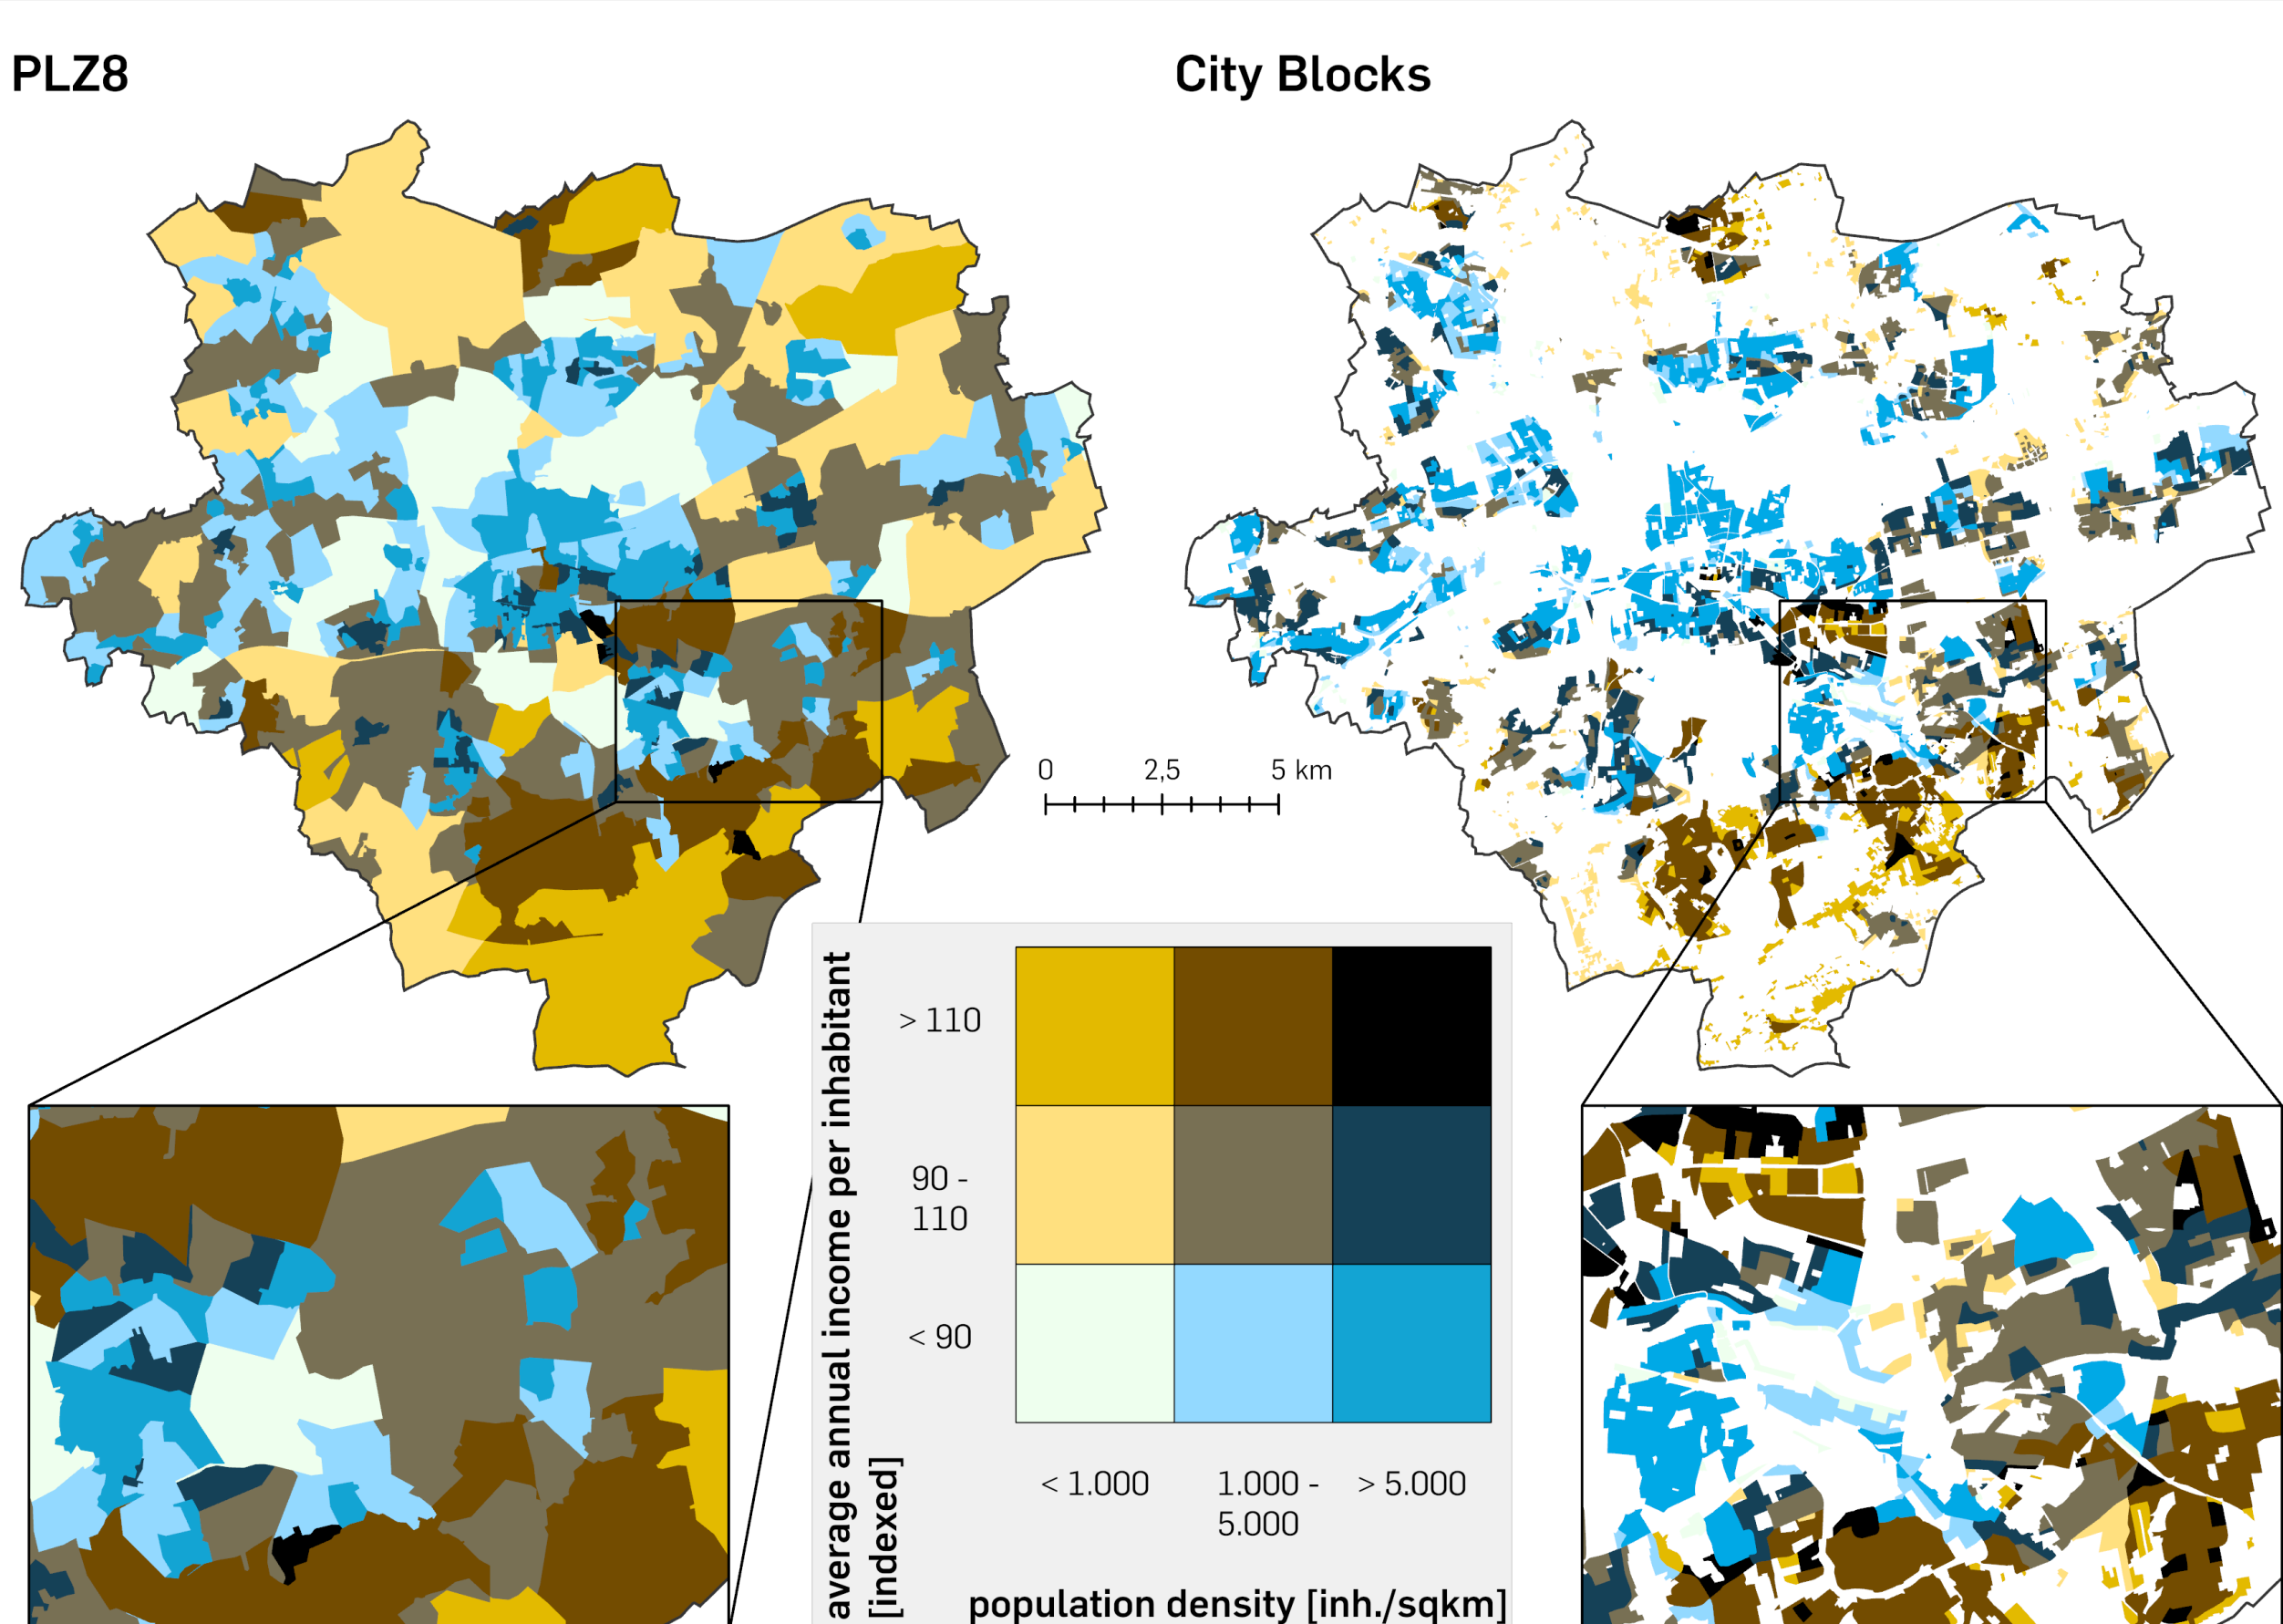 PLZ8
City Blocks
0 2,5 5 km
average annual income per inhabitant
[indexed]
> 110
90 -
110
< 90
< 1.000 1.000 - > 5.000
5.000
population density [inh./sqkm]